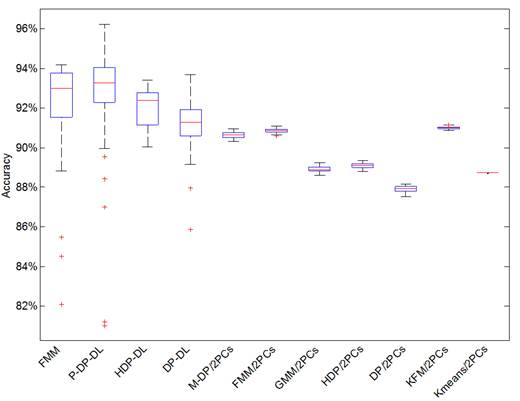 96%
94%
92%
90%
88%
86%
84%
82%
Accuracy
FMM
P-DP-DL
HDP-DL
DP-DL
M-DP/2PCs
FMM/2PCs
GMM/2PCs
HDP/2PCs
DP/2PCs
KFM/2PCs
Kmeans/2PCs